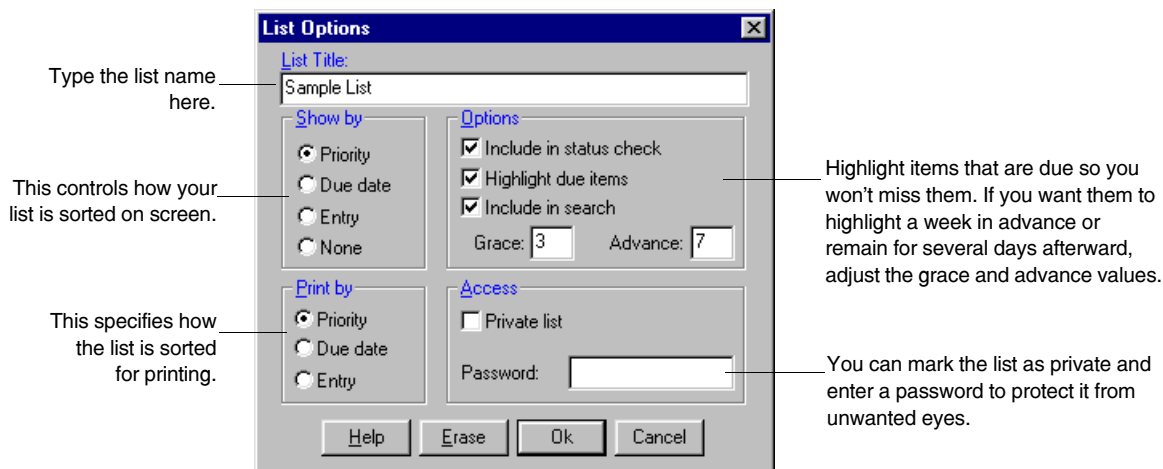 List Options
List Title:
Type the list name
here.
Sample List
Show by
Priority
Due date
Entry
None
This controls how your
list is sorted on screen.
Options
Include in status check
Highlight due items
Include in search
Grace: 3 Advance: 7
Highlight items that are due so you
won't miss them. If you want them to
highlight a week in advance or
remain for several days afterward,
adjust the grace and advance values.
Print by
Priority
Due date
Entry
This specifies how
the list is sorted
for printing.
Access
Private list
Password:
You can mark the list as private and
enter a password to protect it from
unwanted eyes.
Help Erase Ok Cancel